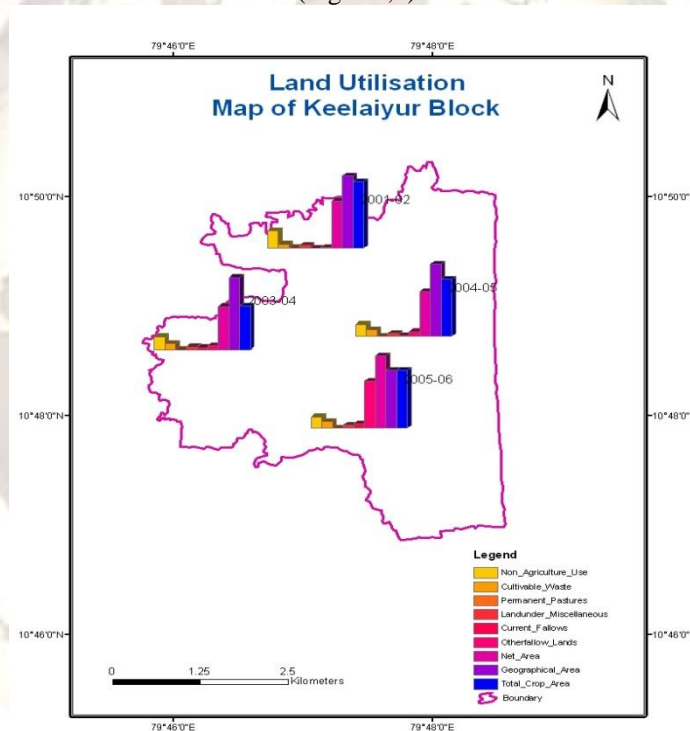 79°46'0"E
79°48'0"E
Land Utilisation
Map of Keelaiyur Block
N
10°50'0"N
10°50'0"N
2001-02
2004-05
2003-04
2005-06
10°48'0"N
10°48'0"N
Legend
Non_Agriculture_Use
Cultivable_Waste
Permanent_Pastures
Landunder_Miscellaneous
Current_Fallows
Otherfallow_Lands
Net_Area
Geographical_Area
Total_Crop_Area
Boundary
10°46'0"N
10°46'0"N
0 1.25 2.5
Kilometers
79°46'0"E
79°48'0"E